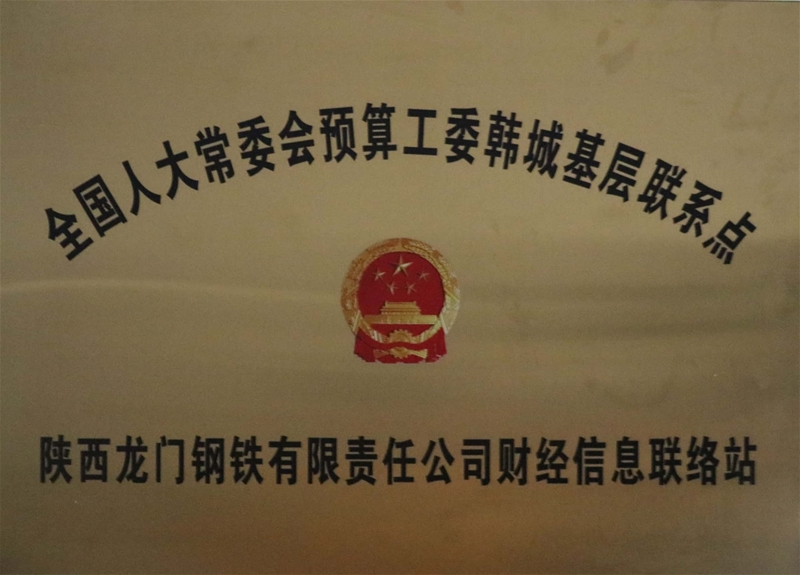 全国人大常委会预算工委韩城基层联系点
陕西龙门钢铁有限责任公司财经信息联络站